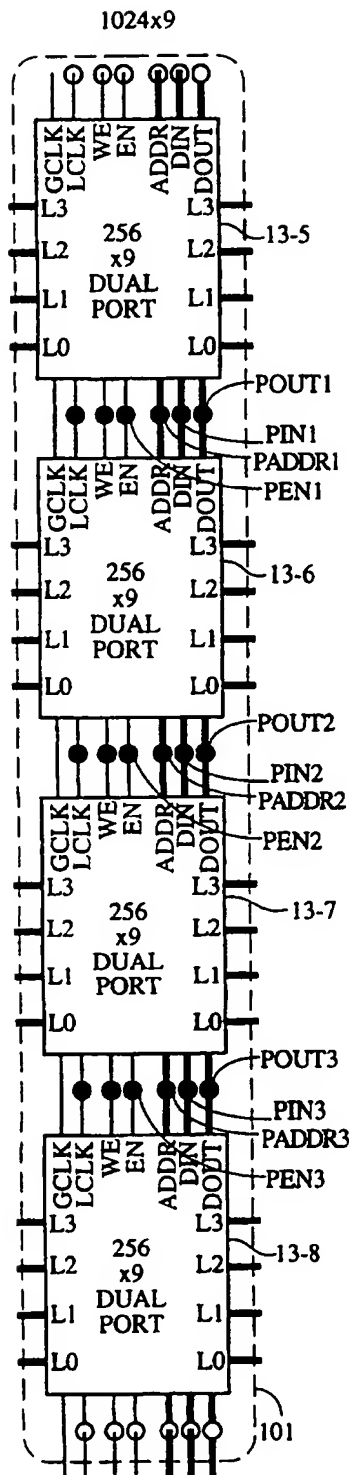 1024x9
GCLK LCLK WE EN ADDR DIN DOUT
L3 L3
13-5
256
x9
DUAL
PORT
L2 L2
L1 L1
L0 L0
POUT1
PIN1
PADDR1
PEN1
GCLK LCLK WE EN ADDR DIN DOUT
L3 L3
13-6
256
x9
DUAL
PORT
L2 L2
L1 L1
L0 L0
POUT2
PIN2
PADDR2
PEN2
GCLK LCLK WE EN ADDR DIN DOUT
L3 L3
13-7
256
x9
DUAL
PORT
L2 L2
L1 L1
L0 L0
POUT3
PIN3
PADDR3
PEN3
GCLK LCLK WE EN ADDR DIN DOUT
L3 L3
13-8
256
x9
DUAL
PORT
L2 L2
L1 L1
L0 L0
101